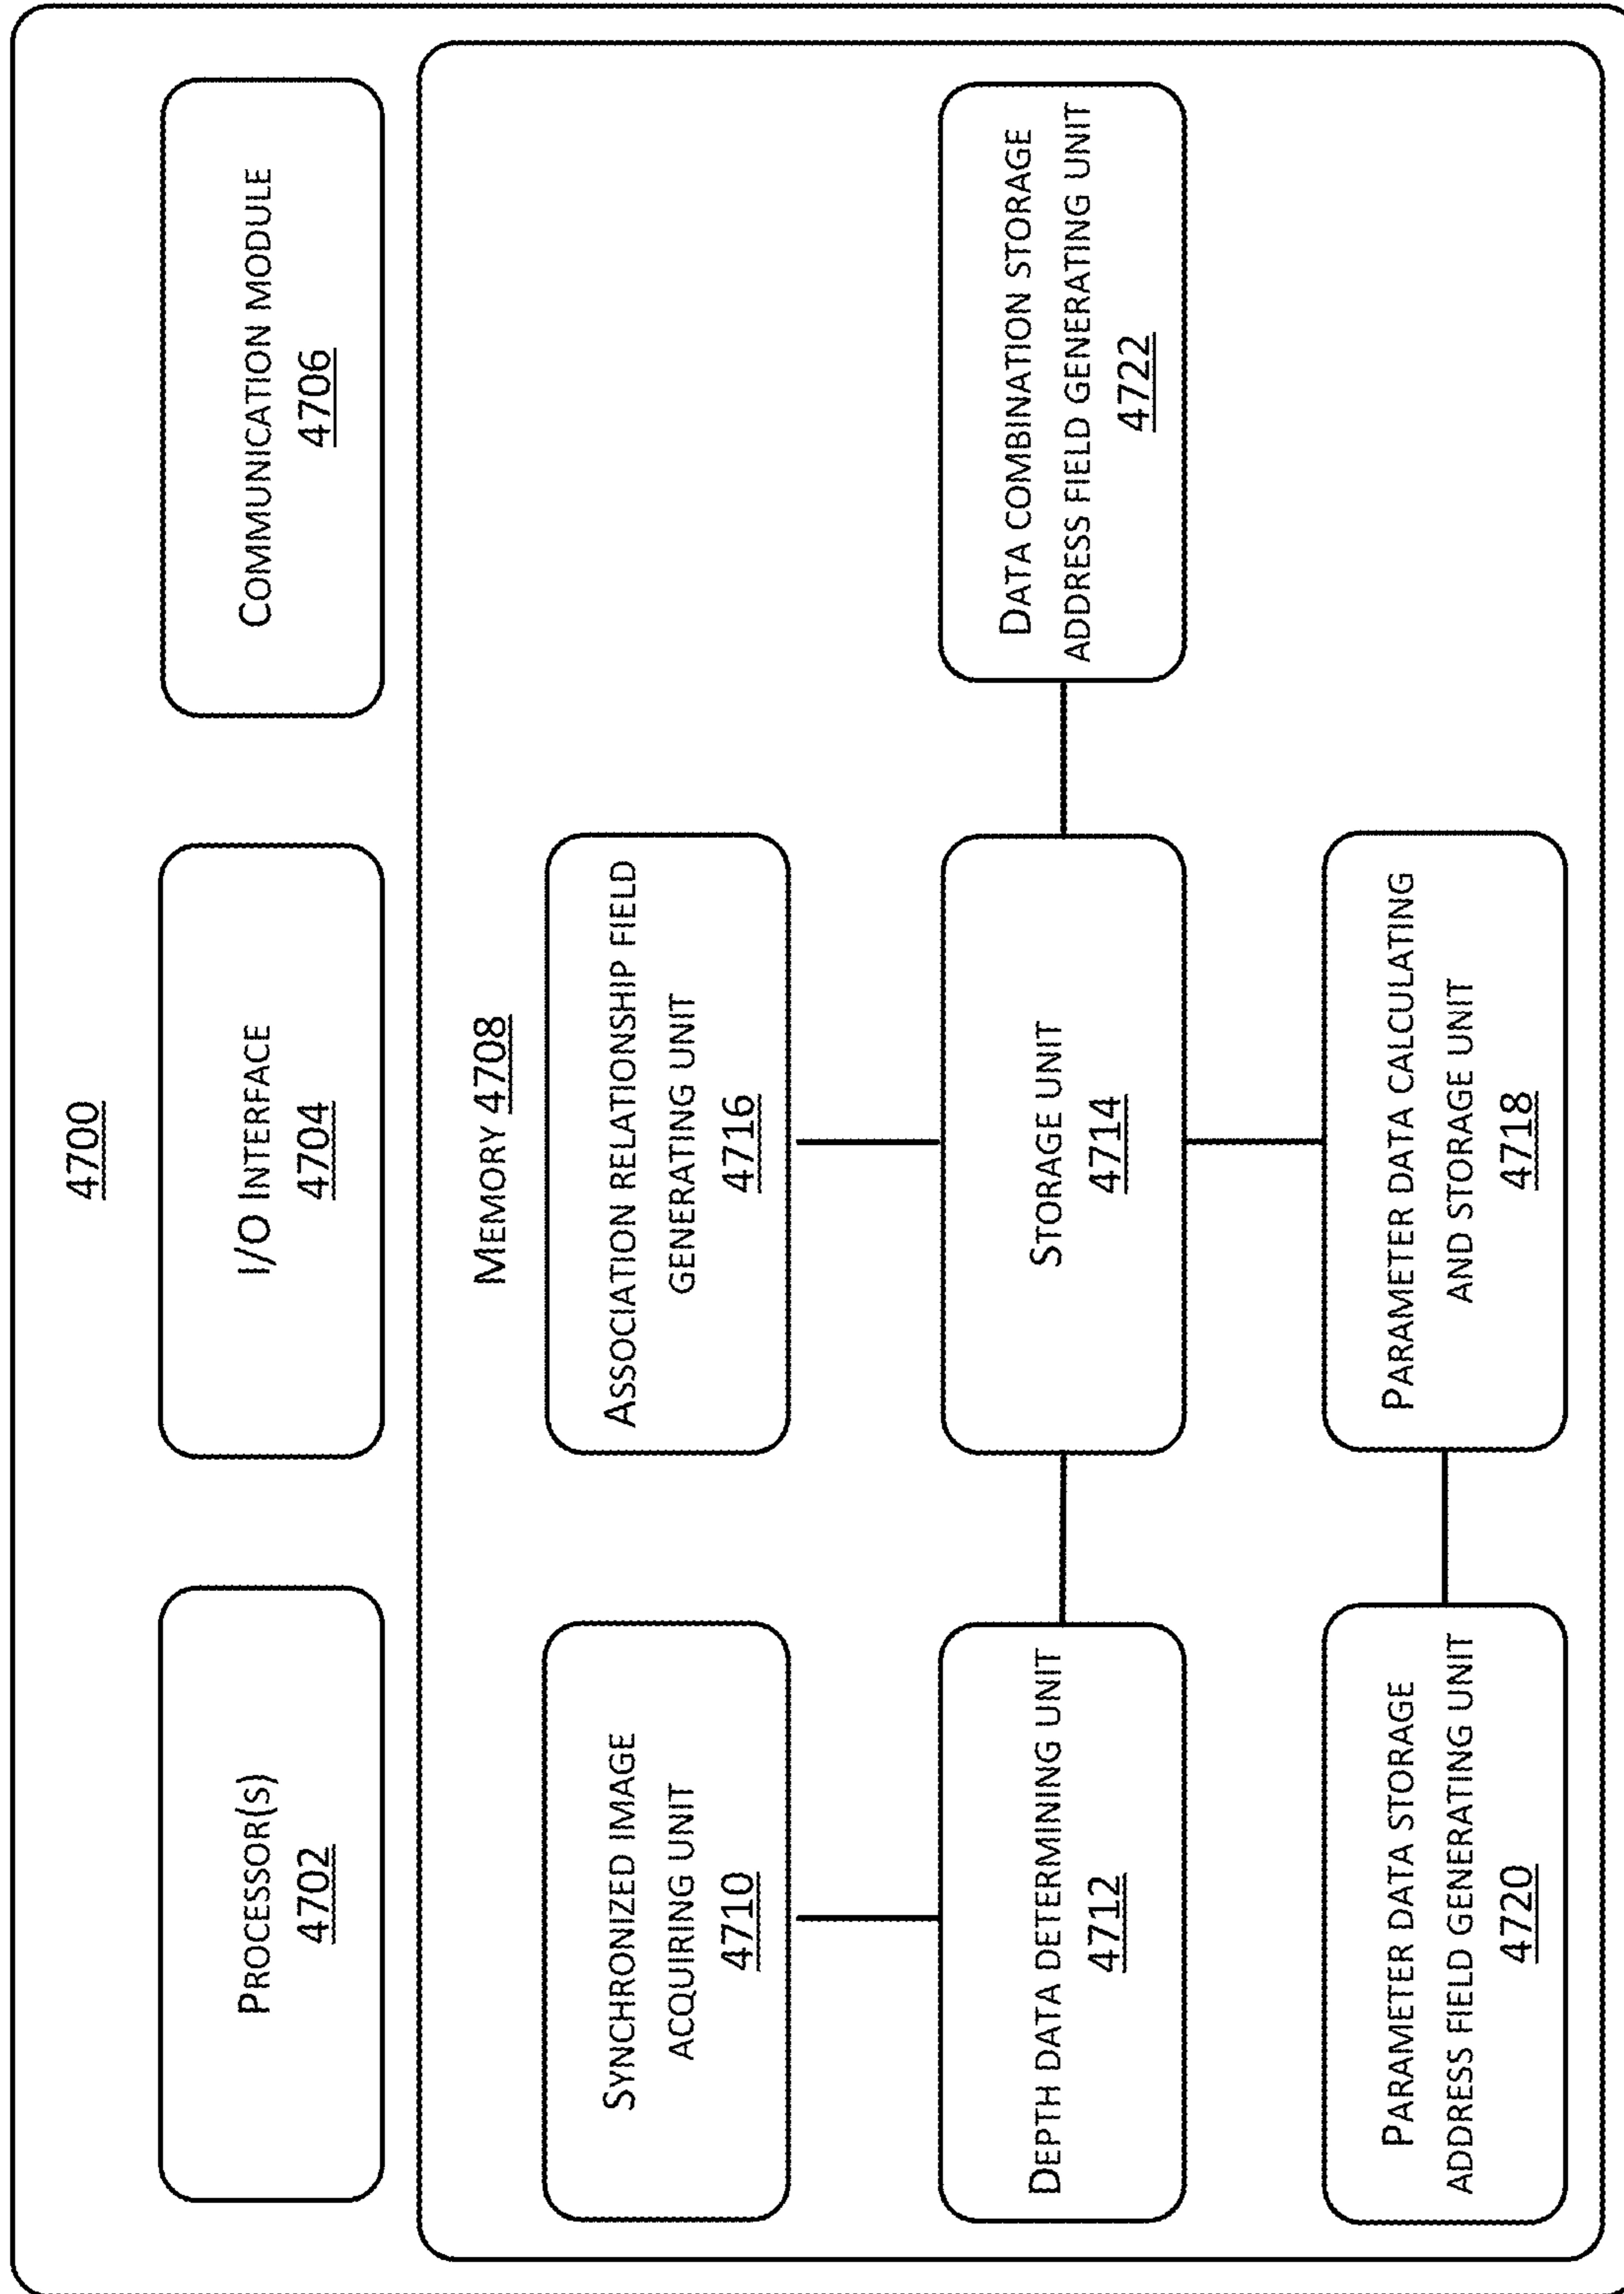 4700
PROCESSOR(S)
4702
I/O INTERFACE
4704
COMMUNICATION MODULE
4706
MEMORY 4708
SYNCHRONIZED IMAGE
ACQUIRING UNIT
4710
ASSOCIATION RELATIONSHIP FIELD
GENERATING UNIT
4716
DEPTH DATA DETERMINING UNIT
4712
STORAGE UNIT
4714
DATA COMBINATION STORAGE
ADDRESS FIELD GENERATING UNIT
4722
PARAMETER DATA STORAGE
ADDRESS FIELD GENERATING UNIT
4720
PARAMETER DATA CALCULATING
AND STORAGE UNIT
4718